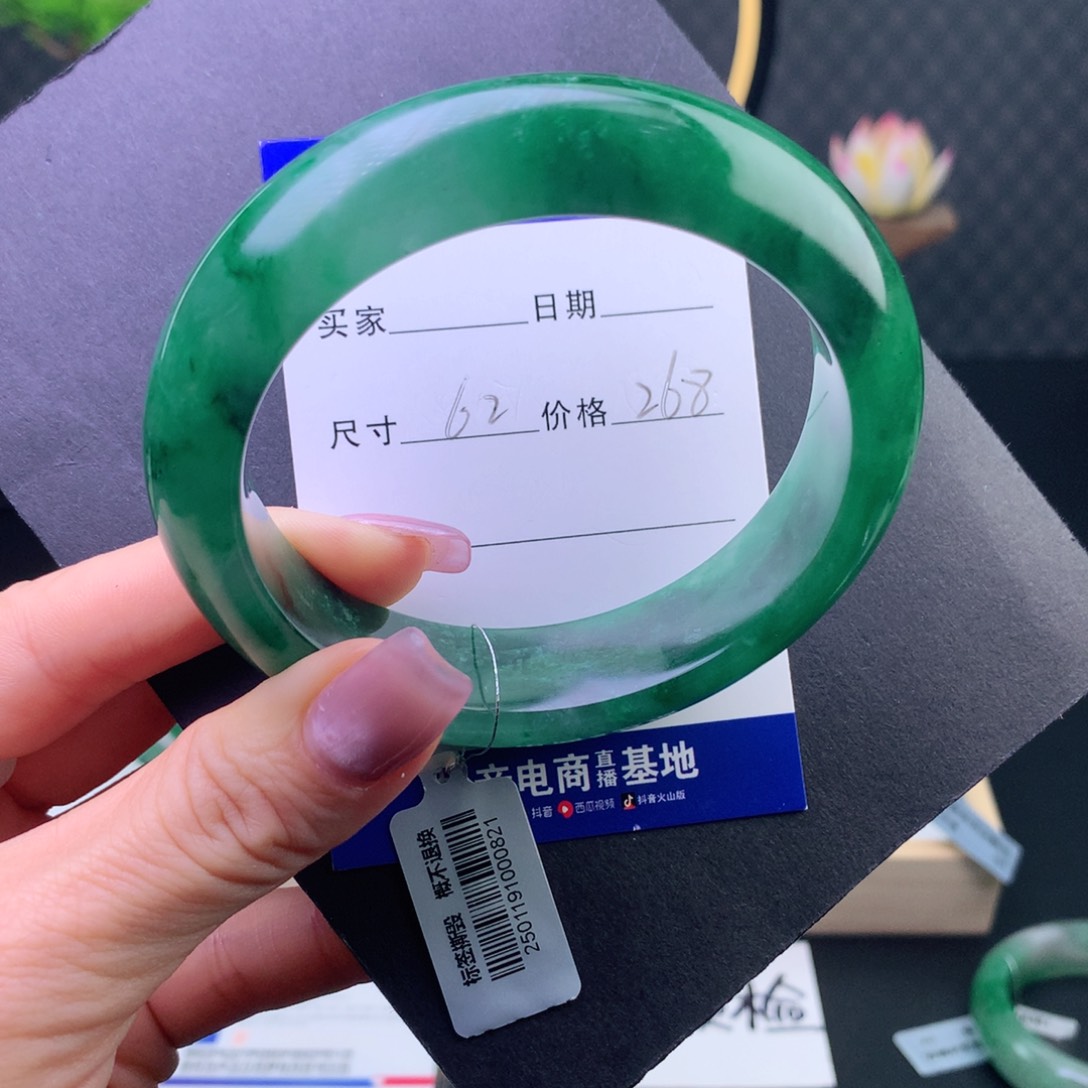 买家 日期
尺寸 62 价格 268
电商直播基地
抖音 西瓜视频 抖音火山版
标签撕毁 概不退换
2501191000821
检